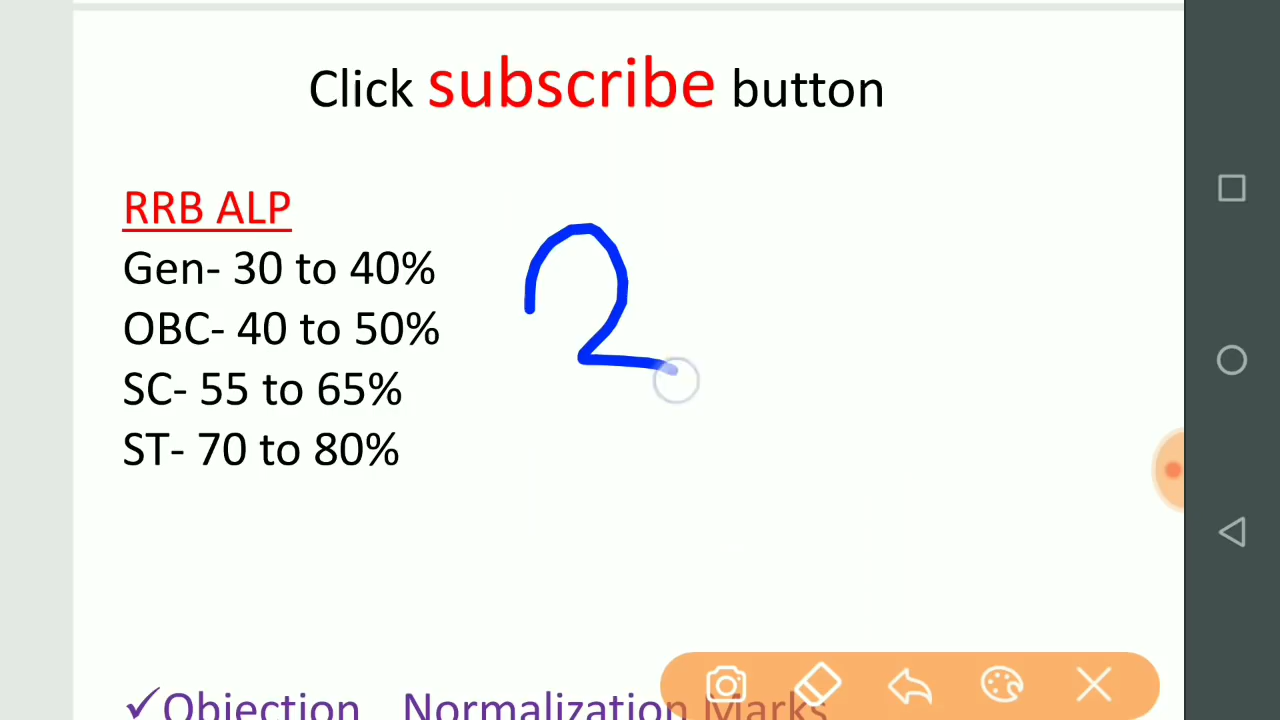 Click subscribe button
RRB ALP
Gen- 30 to 40%
OBC- 40 to 50%
SC- 55 to 65%
ST- 70 to 80%
2
✓Objection Normalization Marks